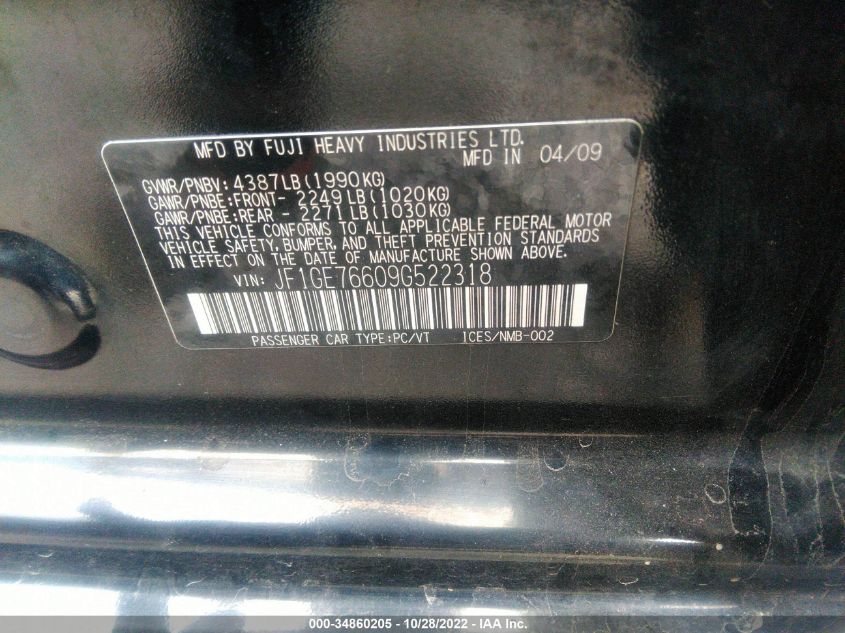 MFD BY FUJI HEAVY INDUSTRIES LTD.
MFD IN 04/09
GVWR/PNBV: 4387LB (1990KG)
GAWR/PNBE:FRONT- 2249LB (1020KG)
GAWR/PNBE:REAR - 2271LB (1030KG)
THIS VEHICLE CONFORMS TO ALL APPLICABLE FEDERAL MOTOR
VEHICLE SAFETY, BUMPER, AND THEFT PREVENTION STANDARDS
IN EFFECT ON THE DATE OF MANUFACTURE SHOWN ABOVE.
VIN: JF1GE76609G522318
PASSENGER CAR TYPE:PC/VT ICES/NMB-002
000-34860205 - 10/28/2022 - IAA Inc.